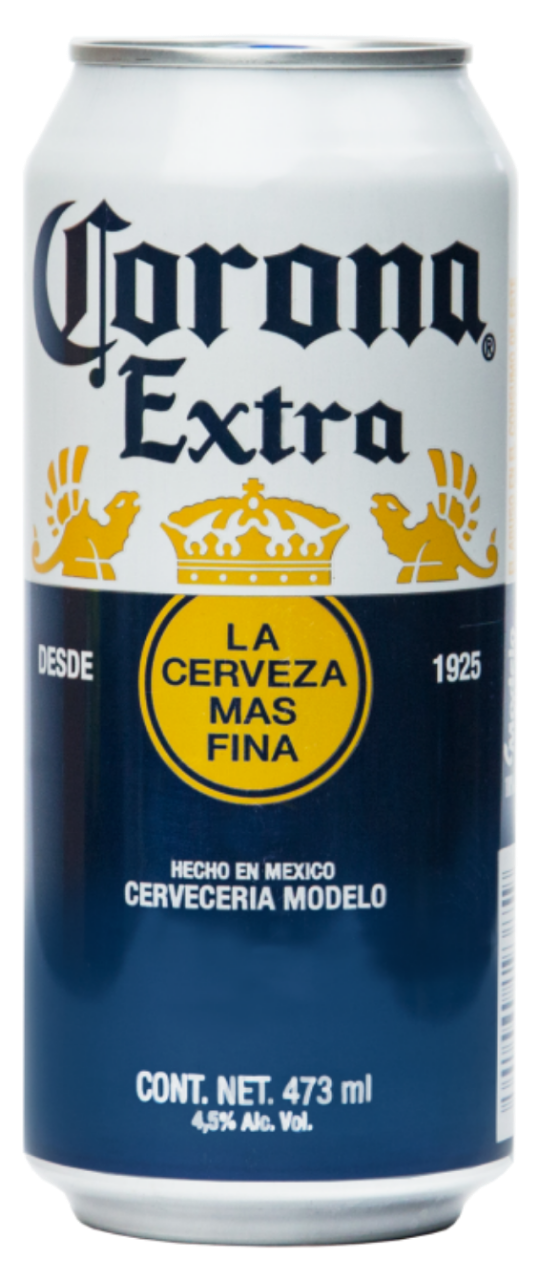 Corona®
Extra
LA
CERVEZA
MAS
FINA
DESDE
1925
HECHO EN MEXICO
CERVECERIA MODELO
CONT. NET. 473 ml
4,5% Alc. Vol.